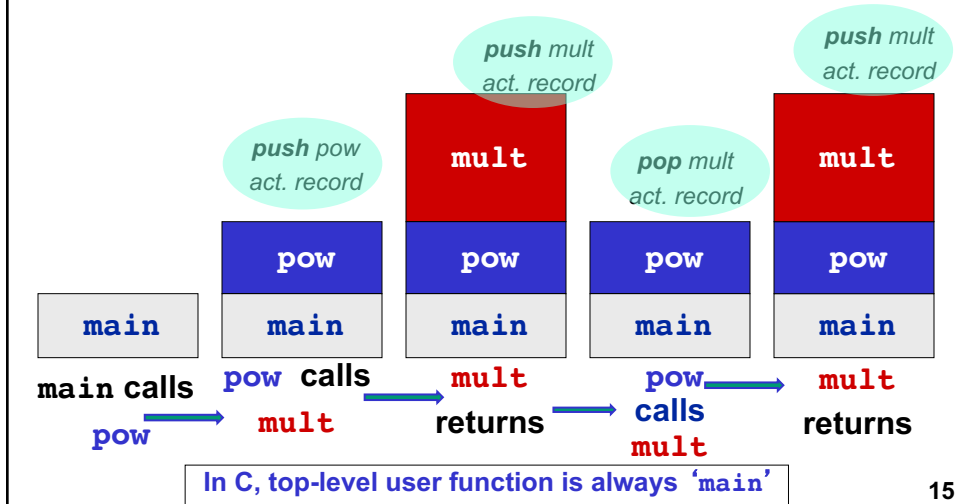 push mult
act. record
push mult
act. record
push pow
act. record
mult
pop mult
act. record
mult
pow
pow
pow
pow
main
main
main
main
main
main calls
pow
pow calls
mult
mult
returns
pow
calls
mult
mult
returns
In C, top-level user function is always ‘main’
15